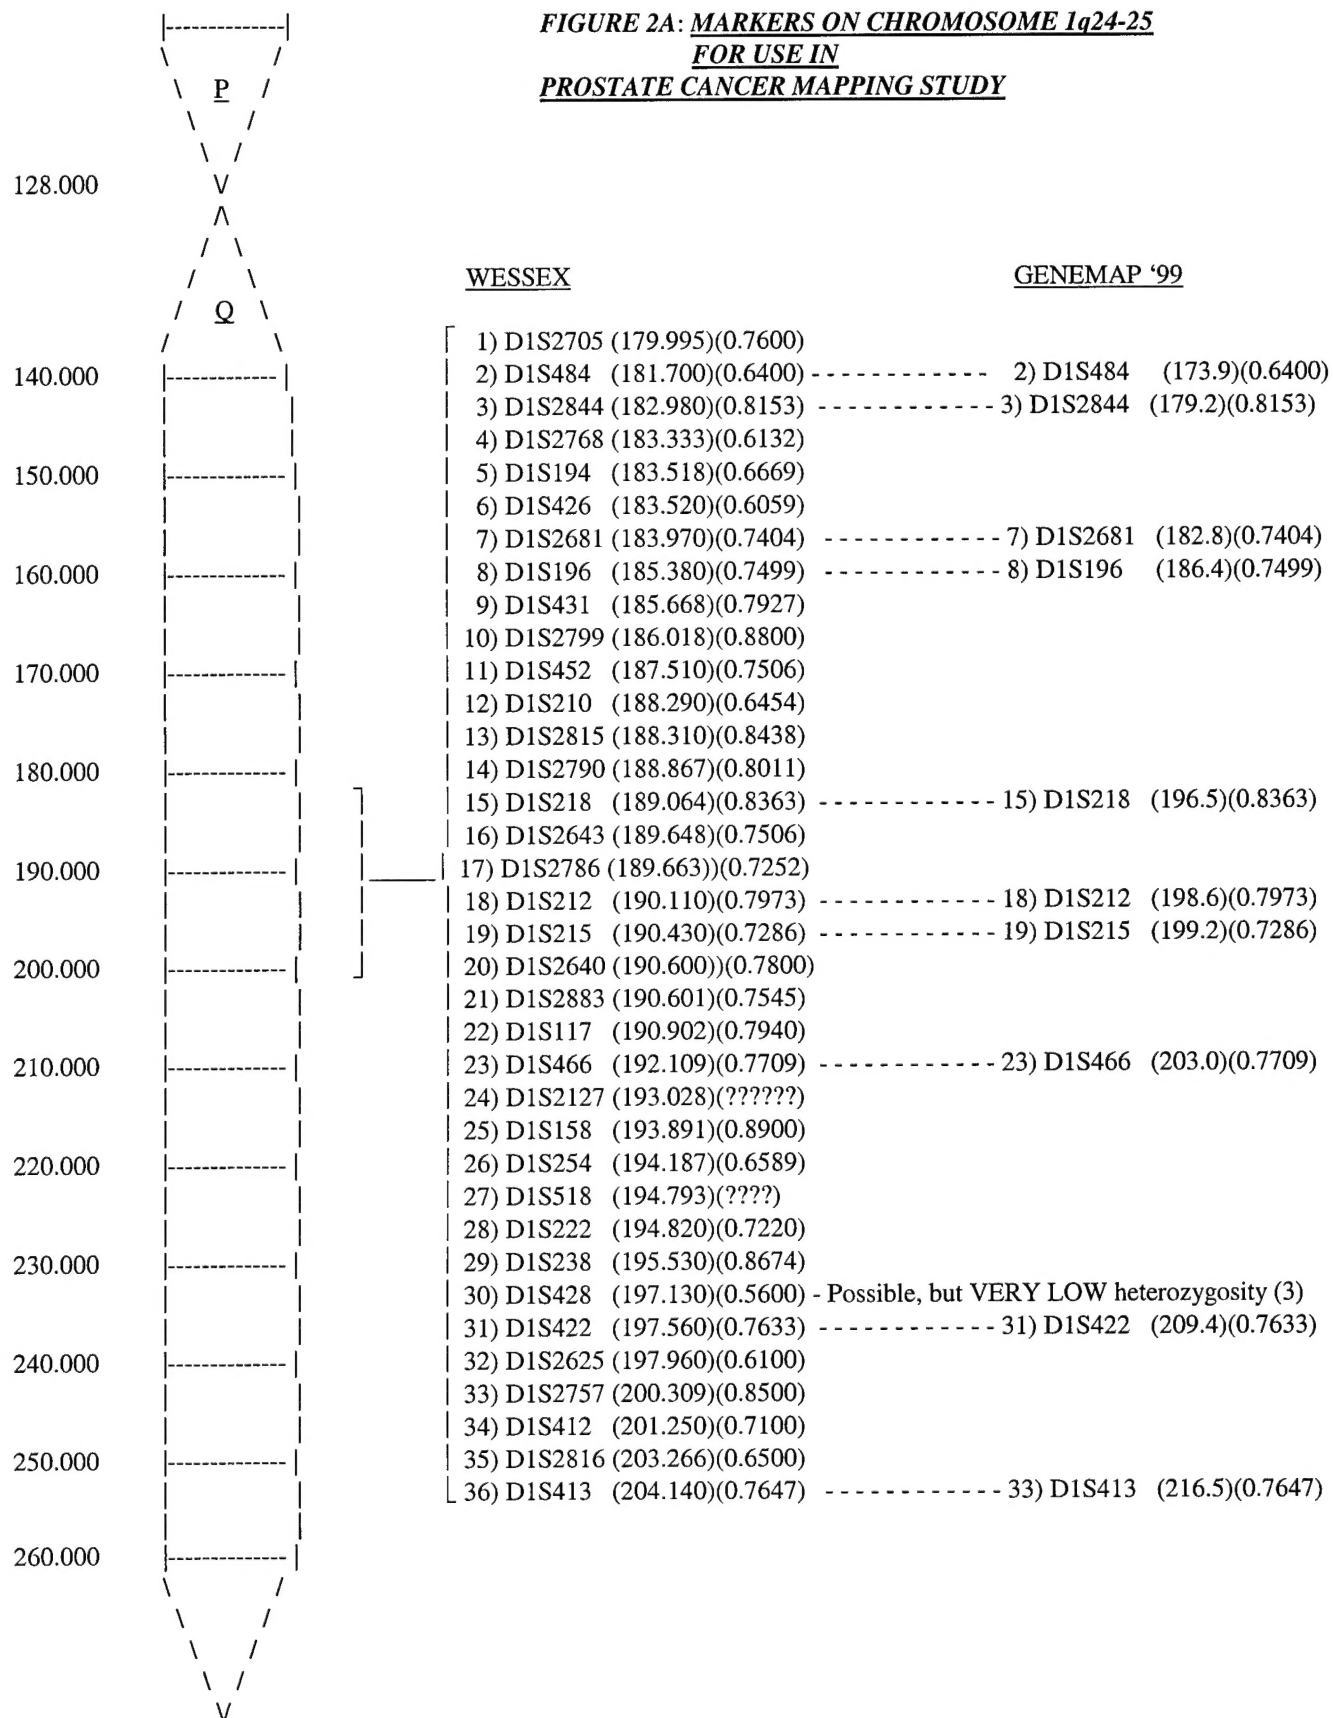 FIGURE 2A: MARKERS ON CHROMOSOME 1q24-25
FOR USE IN
PROSTATE CANCER MAPPING STUDY
P
128.000
Q
WESSEX
GENEMAP ‘99
1) D1S2705 (179.995)(0.7600)
140.000
2) D1S484 (181.700)(0.6400) - - - - - - - - - - - - 2) D1S484 (173.9)(0.6400)
3) D1S2844 (182.980)(0.8153) - - - - - - - - - - - - 3) D1S2844 (179.2)(0.8153)
4) D1S2768 (183.333)(0.6132)
150.000
5) D1S194 (183.518)(0.6669)
6) D1S426 (183.520)(0.6059)
7) D1S2681 (183.970)(0.7404) - - - - - - - - - - - - 7) D1S2681 (182.8)(0.7404)
160.000
8) D1S196 (185.380)(0.7499) - - - - - - - - - - - - 8) D1S196 (186.4)(0.7499)
9) D1S431 (185.668)(0.7927)
10) D1S2799 (186.018)(0.8800)
170.000
11) D1S452 (187.510)(0.7506)
12) D1S210 (188.290)(0.6454)
13) D1S2815 (188.310)(0.8438)
180.000
14) D1S2790 (188.867)(0.8011)
15) D1S218 (189.064)(0.8363) - - - - - - - - - - - - 15) D1S218 (196.5)(0.8363)
16) D1S2643 (189.648)(0.7506)
190.000
17) D1S2786 (189.663))(0.7252)
18) D1S212 (190.110)(0.7973) - - - - - - - - - - - - 18) D1S212 (198.6)(0.7973)
19) D1S215 (190.430)(0.7286) - - - - - - - - - - - - 19) D1S215 (199.2)(0.7286)
200.000
20) D1S2640 (190.600))(0.7800)
21) D1S2883 (190.601)(0.7545)
22) D1S117 (190.902)(0.7940)
210.000
23) D1S466 (192.109)(0.7709) - - - - - - - - - - - - 23) D1S466 (203.0)(0.7709)
24) D1S2127 (193.028)(??????)
25) D1S158 (193.891)(0.8900)
220.000
26) D1S254 (194.187)(0.6589)
27) D1S518 (194.793)(????)
28) D1S222 (194.820)(0.7220)
230.000
29) D1S238 (195.530)(0.8674)
30) D1S428 (197.130)(0.5600) - Possible, but VERY LOW heterozygosity (3)
31) D1S422 (197.560)(0.7633) - - - - - - - - - - - - 31) D1S422 (209.4)(0.7633)
240.000
32) D1S2625 (197.960)(0.6100)
33) D1S2757 (200.309)(0.8500)
34) D1S412 (201.250)(0.7100)
250.000
35) D1S2816 (203.266)(0.6500)
36) D1S413 (204.140)(0.7647) - - - - - - - - - - - - 33) D1S413 (216.5)(0.7647)
260.000